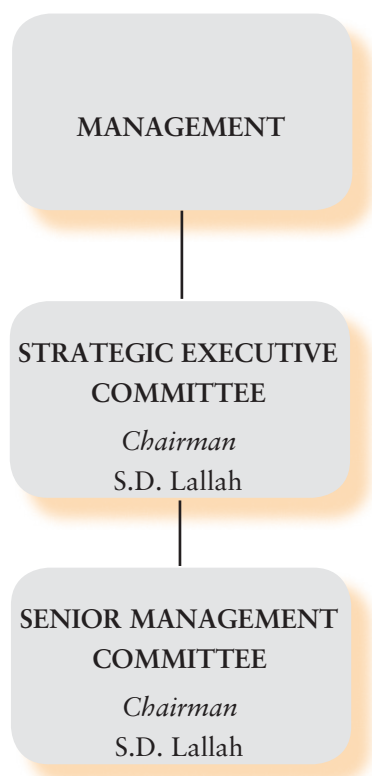 MANAGEMENT
STRATEGIC EXECUTIVE
COMMITTEE
Chairman
S.D. Lallah
SENIOR MANAGEMENT
COMMITTEE
Chairman
S.D. Lallah